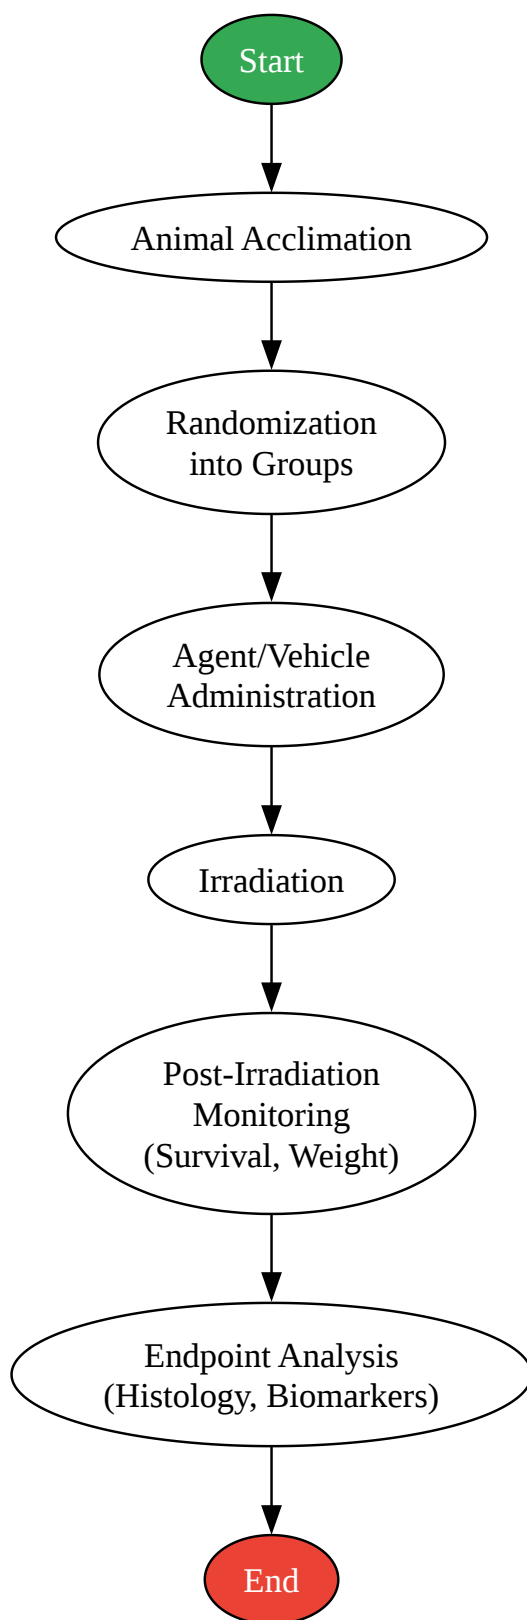 Start
Animal Acclimation
Randomization
into Groups
Agent/Vehicle
Administration
Irradiation
Post-Irradiation
Monitoring
(Survival, Weight)
Endpoint Analysis
(Histology, Biomarkers)
End